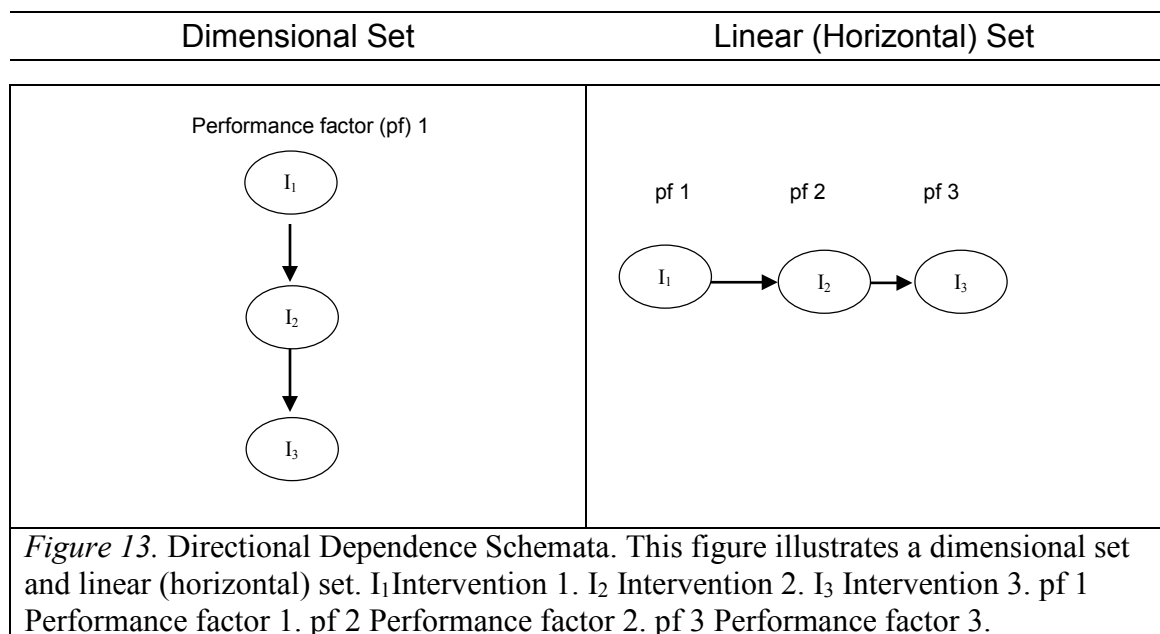 Dimensional Set
Linear (Horizontal) Set
Performance factor (pf) 1
I₁
I₂
I₃
pf 1 pf 2 pf 3
I₁ I₂ I₃
Figure 13. Directional Dependence Schemata. This figure illustrates a dimensional set
and linear (horizontal) set. I₁Intervention 1. I₂ Intervention 2. I₃ Intervention 3. pf 1
Performance factor 1. pf 2 Performance factor 2. pf 3 Performance factor 3.